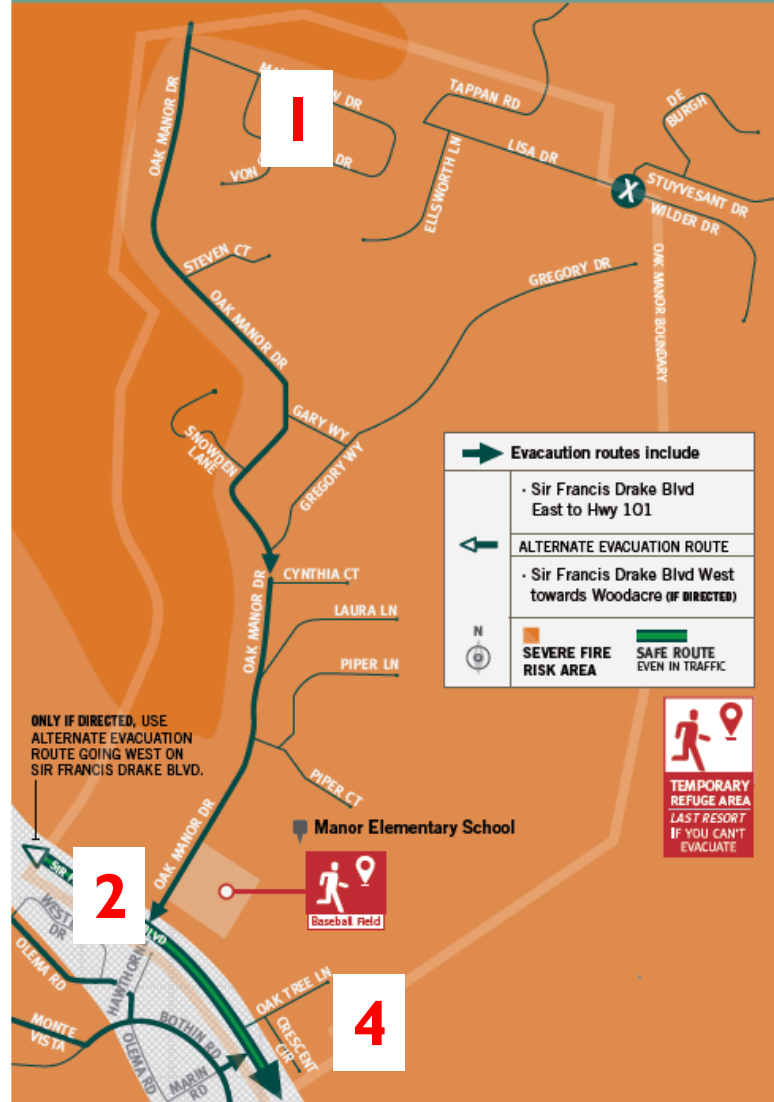 OAK MANOR DR
DR
VON
DR
1
TAPPAN RD
DE
BURGH
LISA DR
ELLSWORTH LN
X
STUYVESANT DR
WILDER DR
STEVEN CT
OAK MANOR DR
GREGORY DR
OAK MANOR BOUNDARY
GARY WY
SNOWDEN
LANE
GREGORY WY
Evacaution routes include
· Sir Francis Drake Blvd
East to Hwy 101
ALTERNATE EVACUATION ROUTE
· Sir Francis Drake Blvd West
towards Woodacre (IF DIRECTED)
N
SEVERE FIRE
RISK AREA
SAFE ROUTE
EVEN IN TRAFFIC
CYNTHIA CT
OAK MANOR DR
LAURA LN
PIPER LN
PIPER CT
TEMPORARY
REFUGE AREA
LAST RESORT
IF YOU CAN'T
EVACUATE
ONLY IF DIRECTED, USE
ALTERNATE EVACUATION
ROUTE GOING WEST ON
SIR FRANCIS DRAKE BLVD.
OAK MANOR DR
Manor Elementary School
Baseball Field
2
SIR
BLVD
DR
OLEMA RD
MONTE
VISTA
OLEMA RD
BOTHIN RD
MARIN
RD
OAK TREE LN
CRESCENT
CIR
4